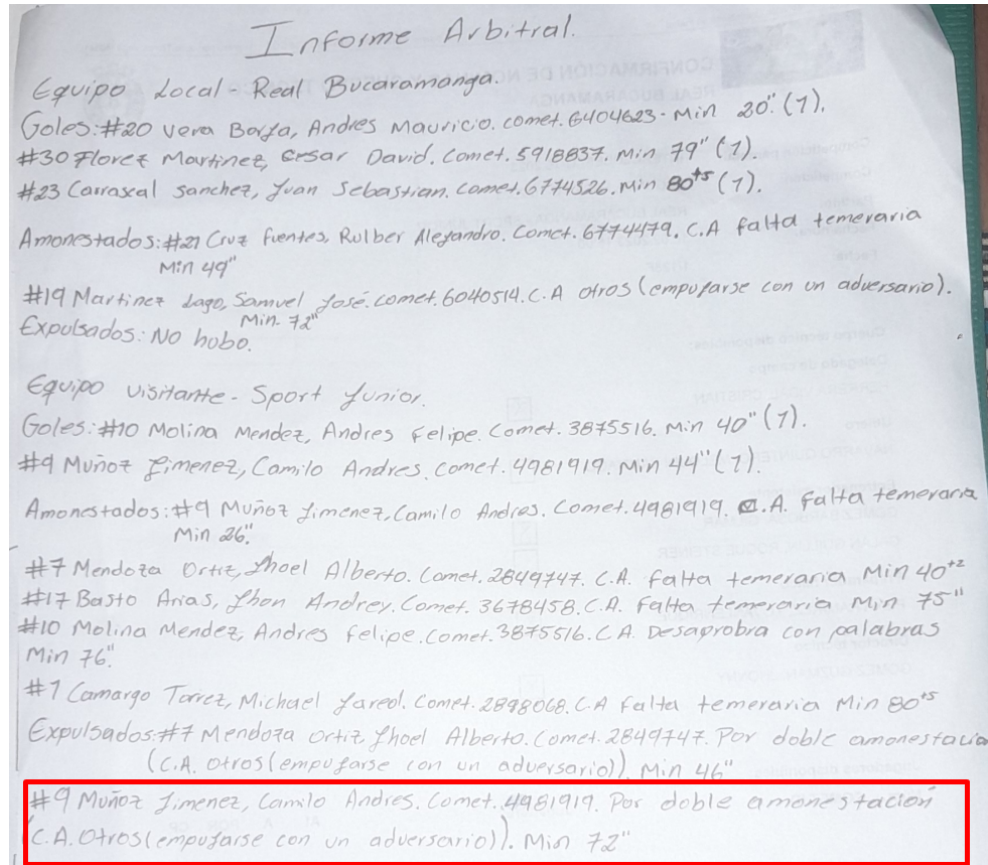 Informe Arbitral.
Equipo Local - Real Bucaramanga.
Goles: #20 Vera Borja, Andres Mauricio. comet. 6404623 - Min 20". (1).
#30 Florez Martinez, Cesar David. Comet. 5918837. Min 79" (1).
#23 Carrascal Sanchez, Juan Sebastian. Comet. 6774526. Min 80+5 (1).
Amonestados: #21 Cruz Fuentes, Rulber Alejandro. Comet. 6774479. C.A falta temeraria
Min 49"
#19 Martinez Lago, Samuel José. comet. 6040514. C.A Otros (empujarse con un adversario).
Min. 72"
Expulsados: No hubo.
Equipo Visitante - Sport Junior.
Goles: #10 Molina Mendez, Andres Felipe. Comet. 3875516. Min 40" (1).
#9 Muñoz Jimenez, Camilo Andres. comet. 4981919. Min 44" (1).
Amonestados: #9 Muñoz Jimenez, Camilo Andres. Comet. 4981919. C.A. falta temeraria
Min 26".
#7 Mendoza Ortiz, Jhoel Alberto. Comet. 2849747. C.A. falta temeraria Min 40+2
#17 Basto Arias, Jhon Andrey. Comet. 3678458. C.A. falta temeraria Min 75"
#10 Molina Mendez, Andres Felipe. Comet. 3875516. C.A. Desaprobra con palabras
Min 76".
#1 Camargo Torrez, Michael Jareol. Comet. 2898068. C.A falta temeraria Min 80+5
Expulsados: #7 Mendoza Ortiz, Jhoel Alberto. Comet. 2849747. Por doble amonestacio
(C.A. Otros (empujarse con un adversario)). Min 46"
#9 Muñoz Jimenez, Camilo Andres. Comet. 4981919. Por doble amonestación
(C.A. Otros (empujarse con un adversario)). Min 72"